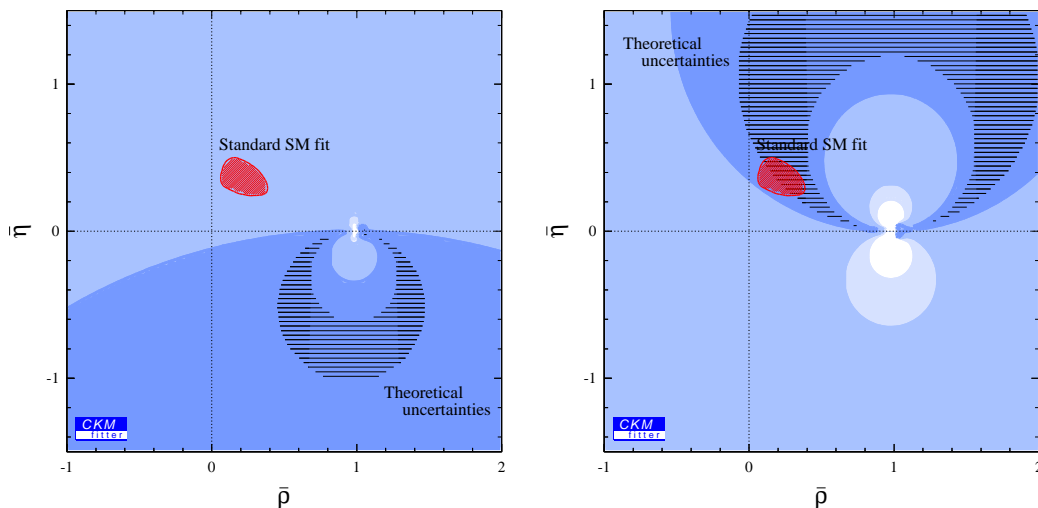 1
0
-1
-1
0
1
2
η̄
ρ̄
Standard SM fit
Theoretical
uncertainties
CKM
fitter
1
0
-1
-1
0
1
2
η̄
ρ̄
Theoretical
uncertainties
Standard SM fit
CKM
fitter